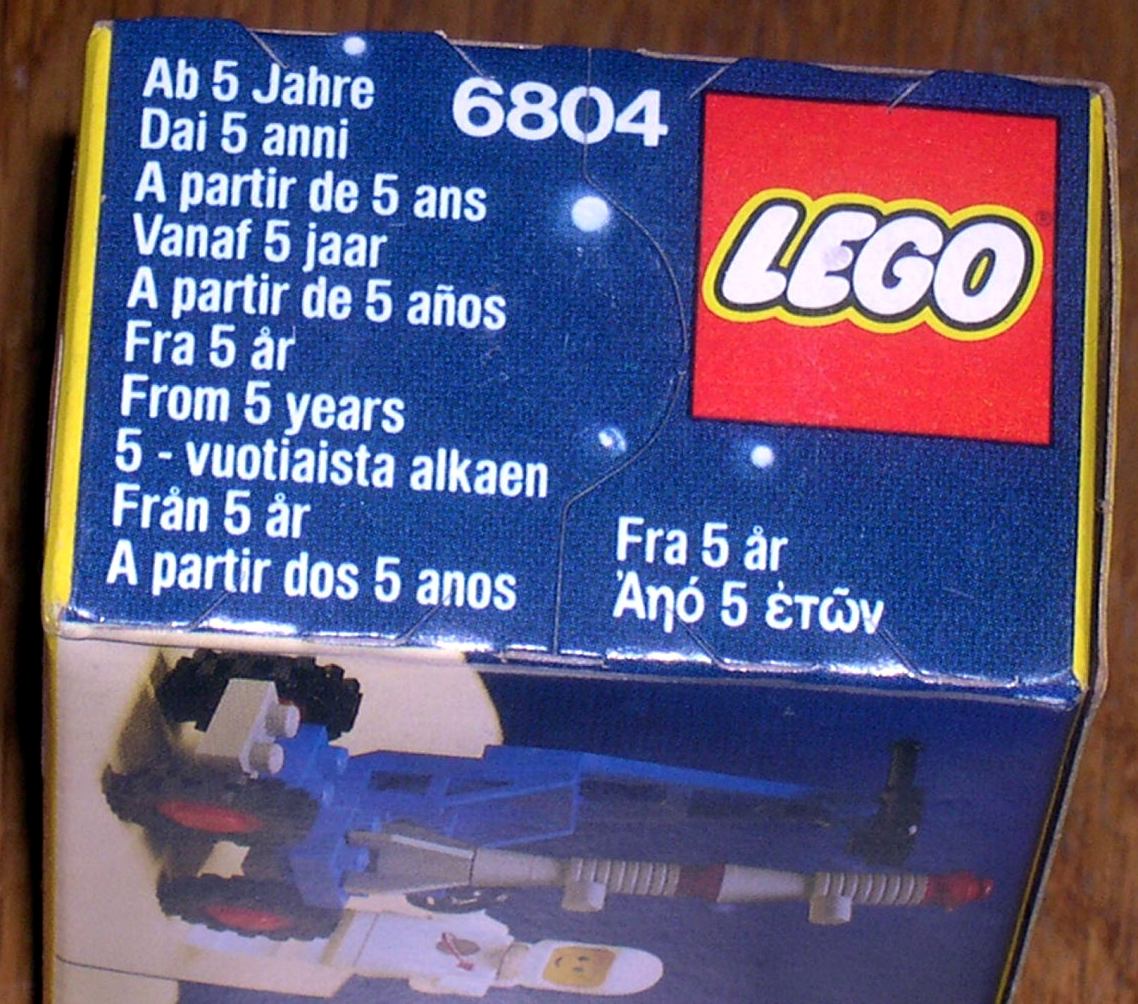 Ab 5 Jahre
Dai 5 anni
A partir de 5 ans
Vanaf 5 jaar
A partir de 5 años
Fra 5 år
From 5 years
5 - vuotiaista alkaen
Från 5 år
A partir dos 5 anos
6804
LEGO®
Fra 5 år
Ἀηό 5 ἐτῶν